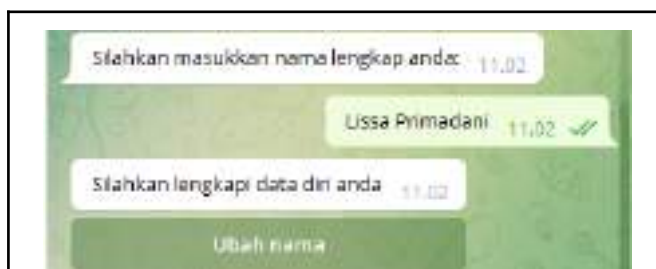 Silahkan masukkan nama lengkap anda: 11.02
Lissa Primadani 11.02
Silahkan lengkapi data diri anda 11.02
Ubah nama